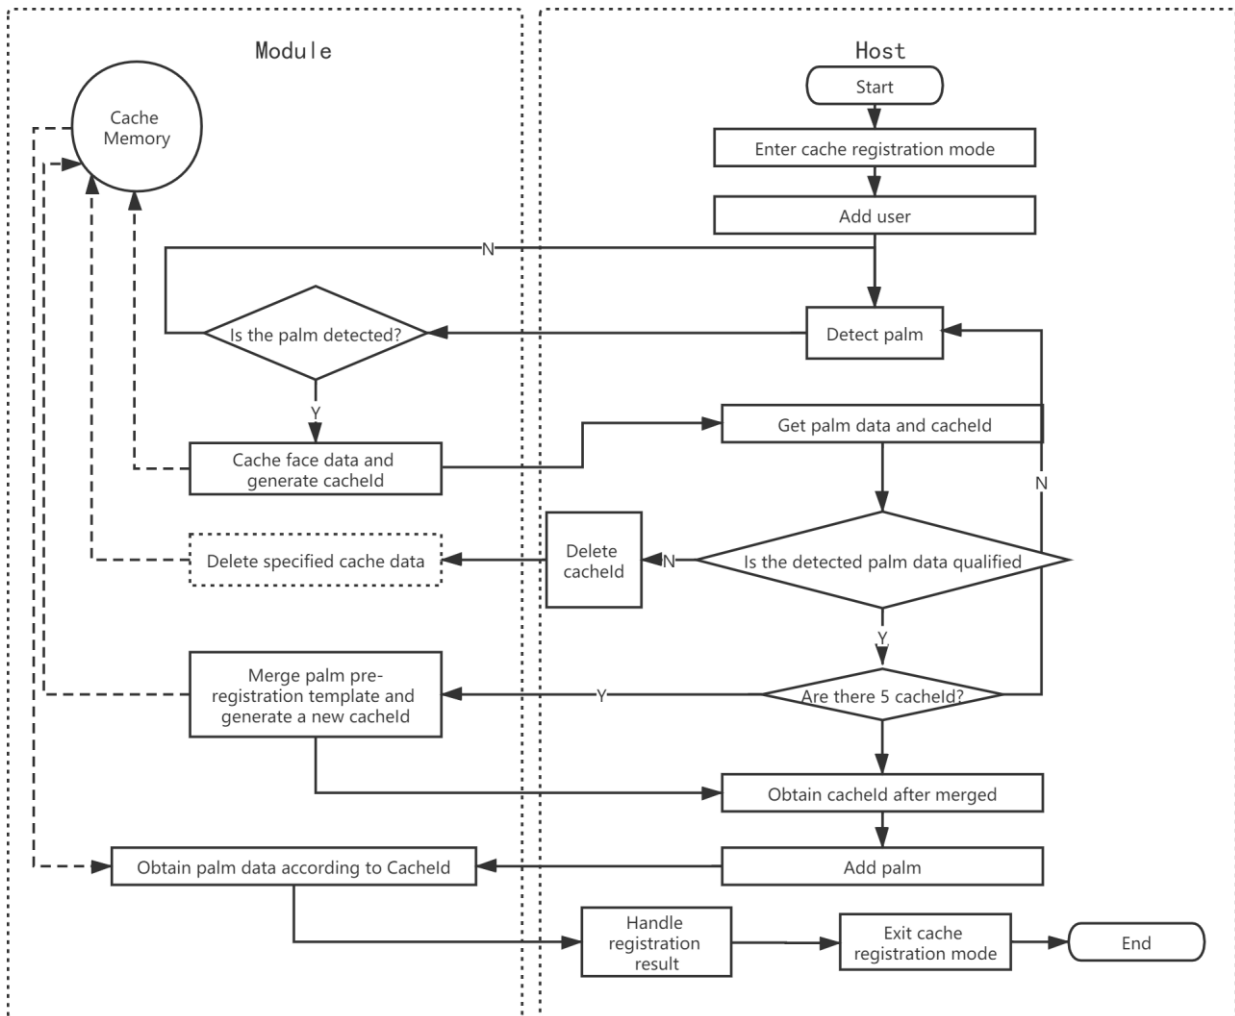 Module
Host
Cache
Memory
Start
Enter cache registration mode
Add user
N
Is the palm detected?
Detect palm
Y
Get palm data and cacheId
Cache face data and
generate cacheId
N
Delete specified cache data
Delete
cacheId
N
Is the detected palm data qualified
Y
Merge palm pre-
registration template and
generate a new cacheId
Y
Are there 5 cacheId?
Obtain cacheId after merged
Obtain palm data according to CacheId
Add palm
Handle
registration
result
Exit cache
registration mode
End